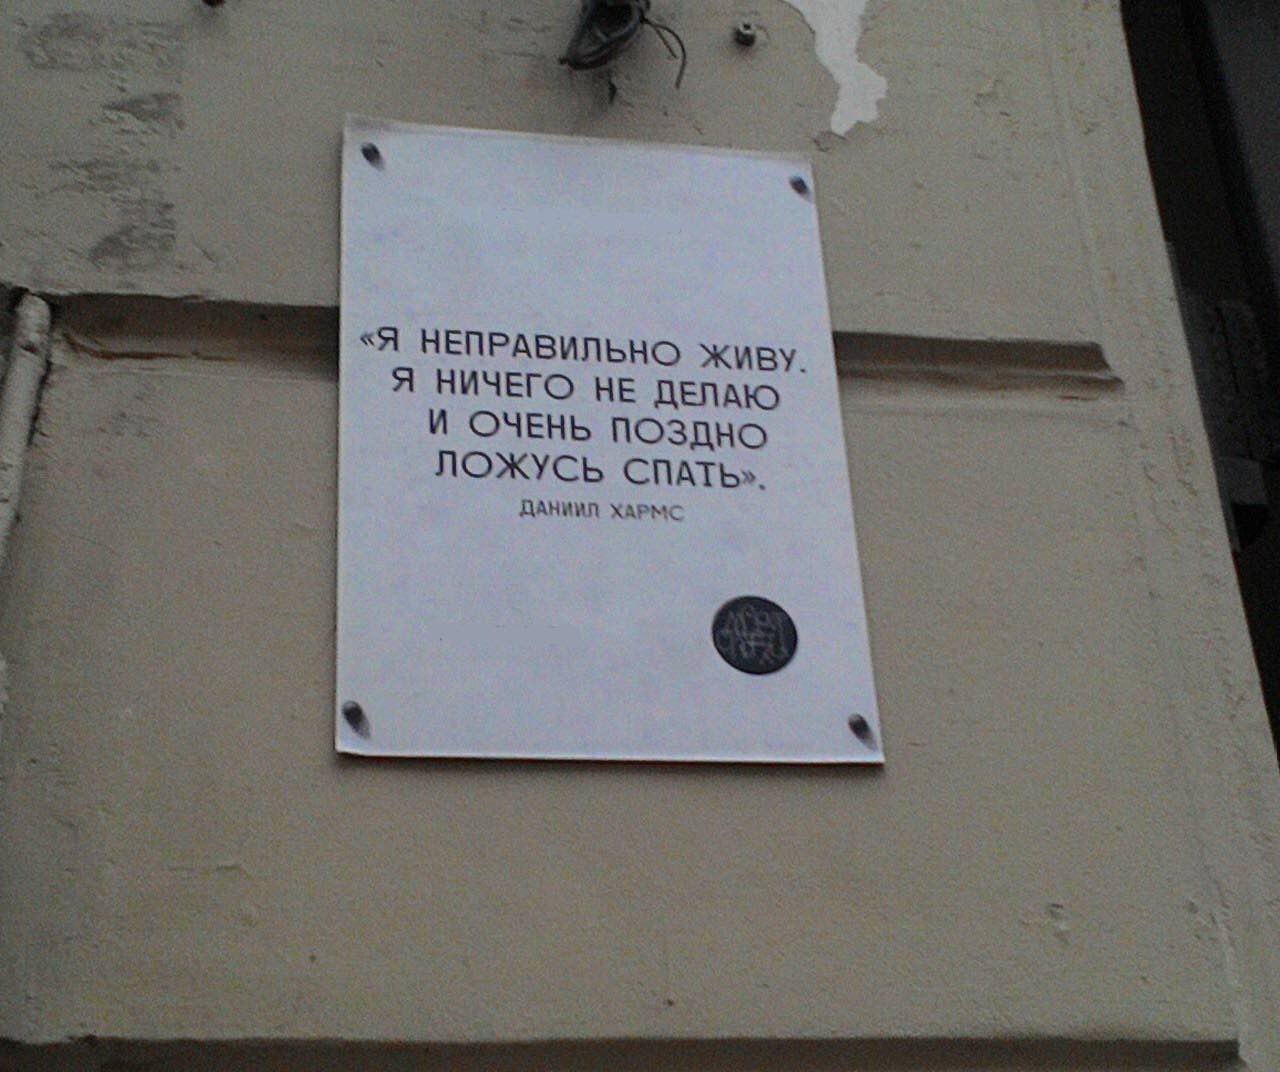 «Я НЕПРАВИЛЬНО ЖИВУ.
Я НИЧЕГО НЕ ДЕЛАЮ
И ОЧЕНЬ ПОЗДНО
ЛОЖУСЬ СПАТЬ».
ДАНИИЛ ХАРМС